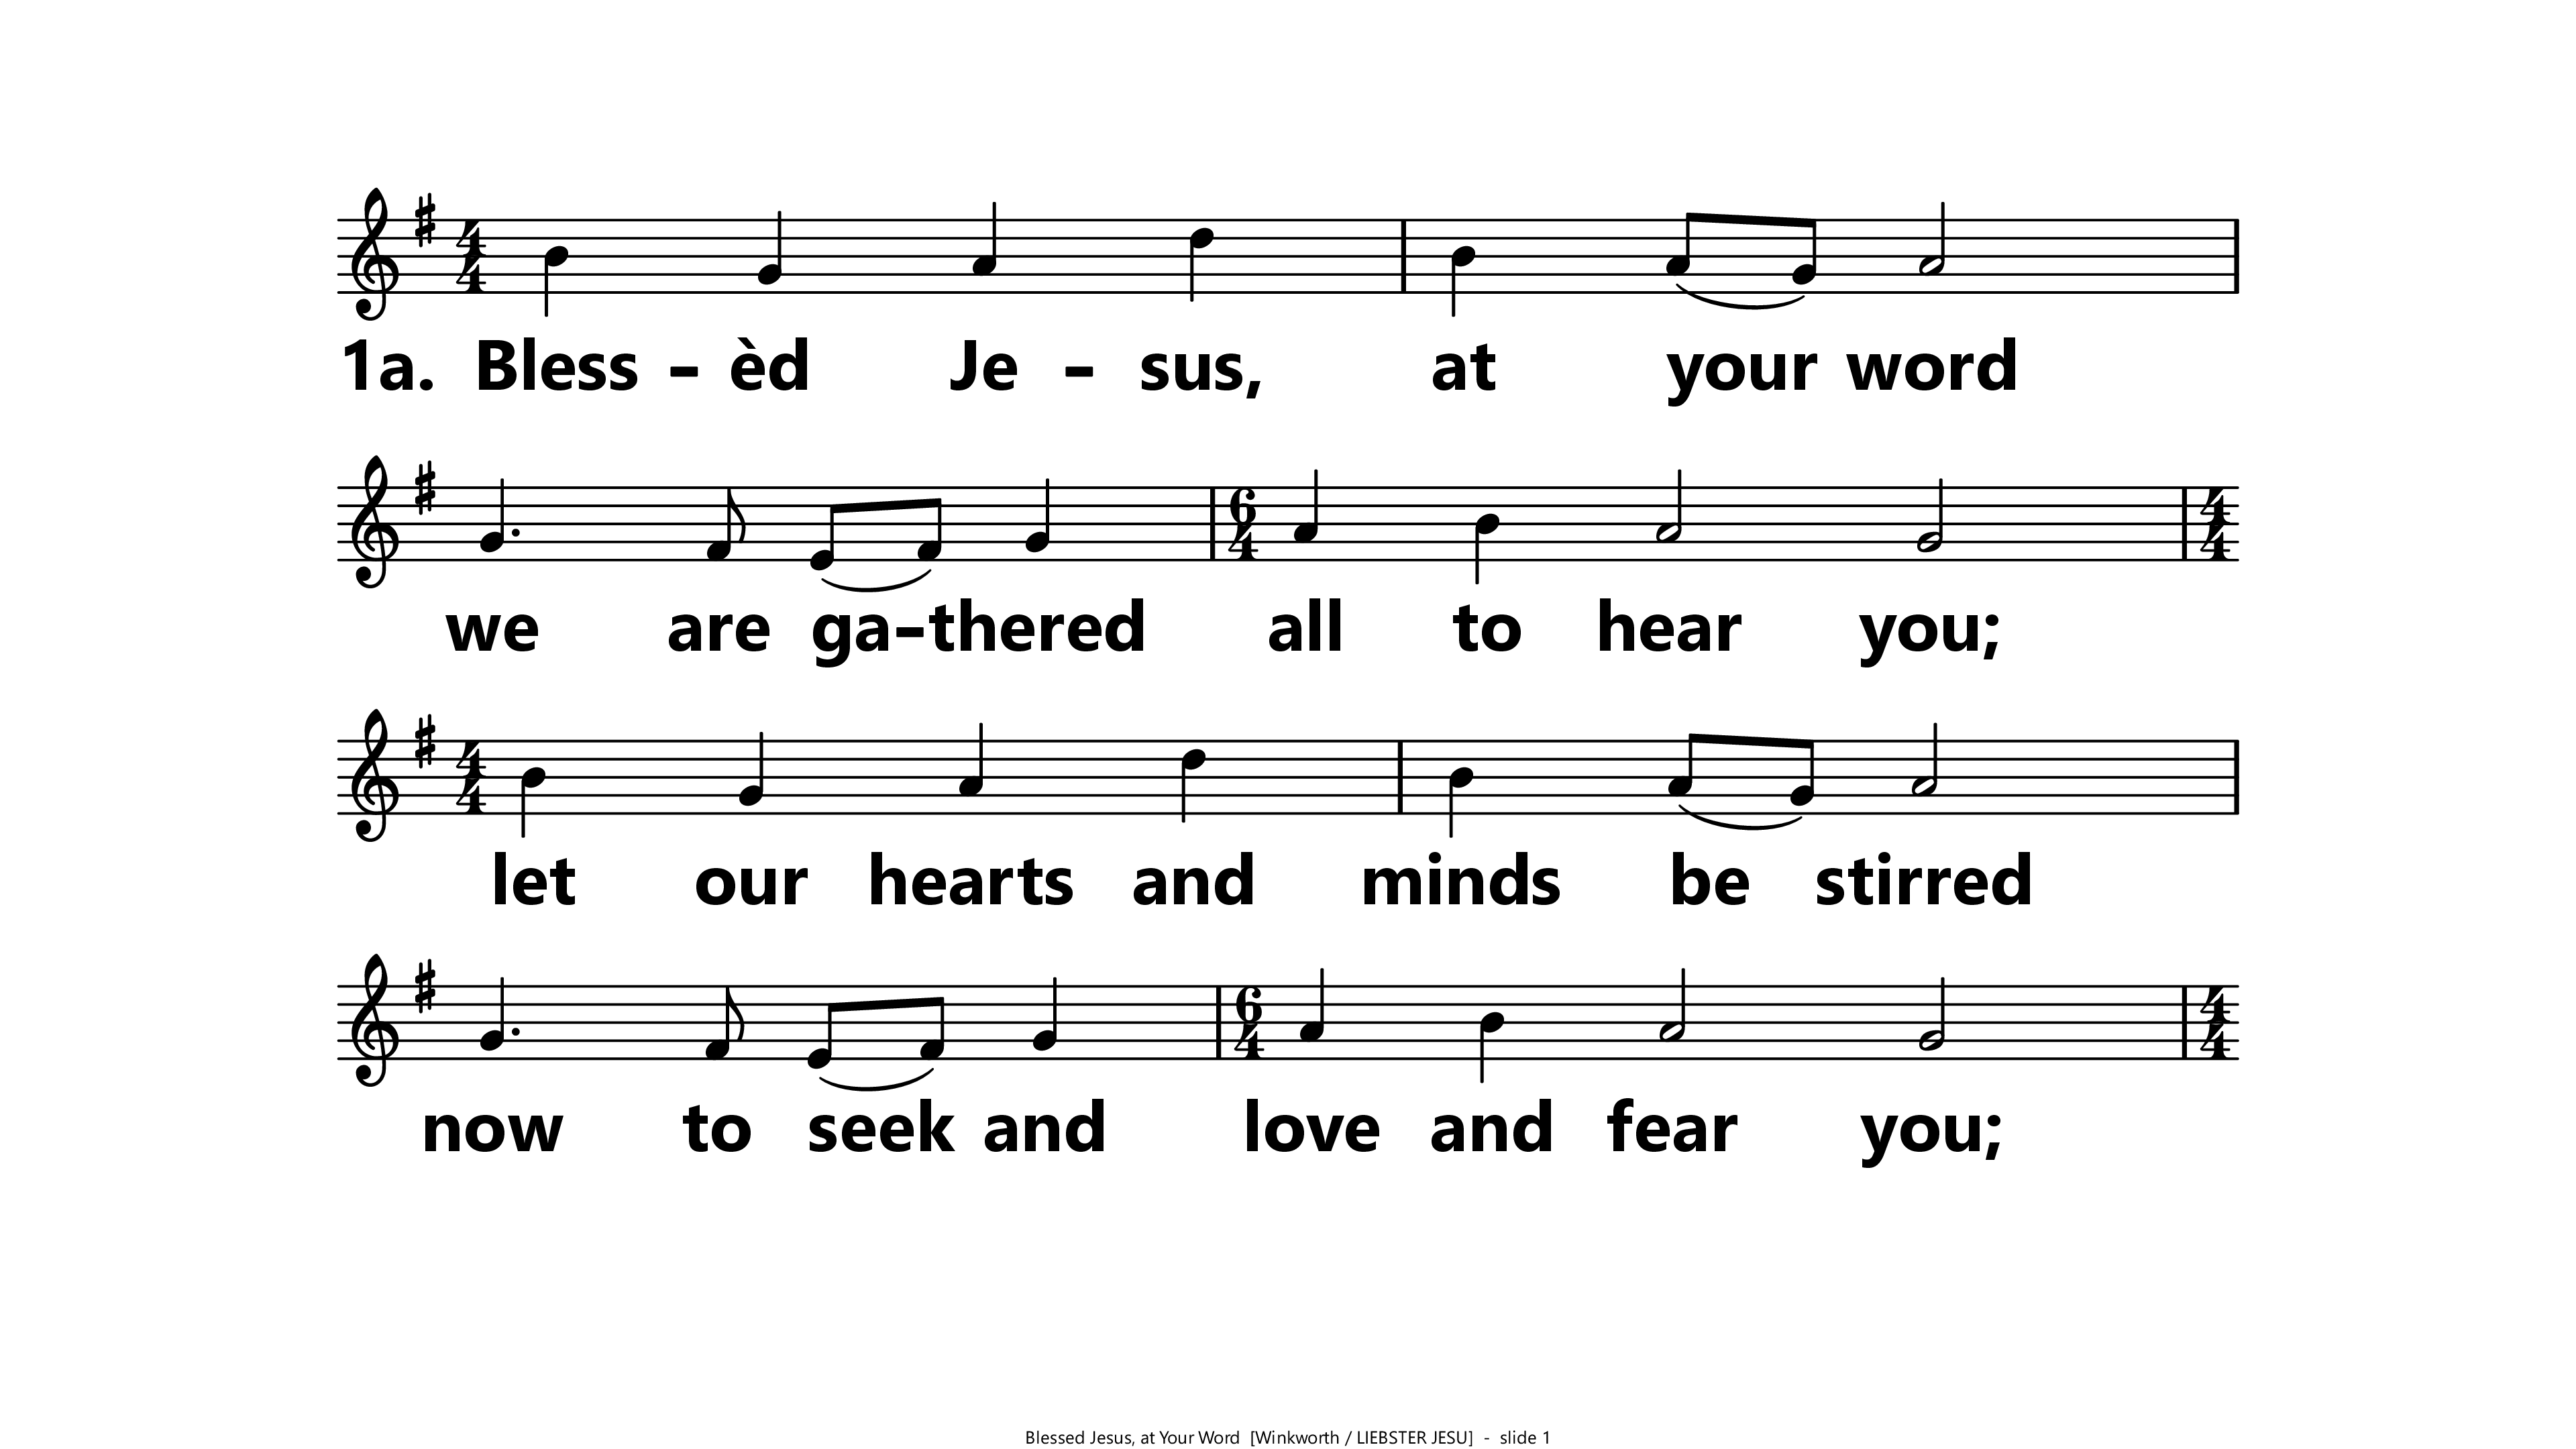 1a. Bless - èd Je - sus, at your word
we are ga-thered all to hear you;
let our hearts and minds be stirred
now to seek and love and fear you;
Blessed Jesus, at Your Word [Winkworth / LIEBSTER JESU] - slide 1